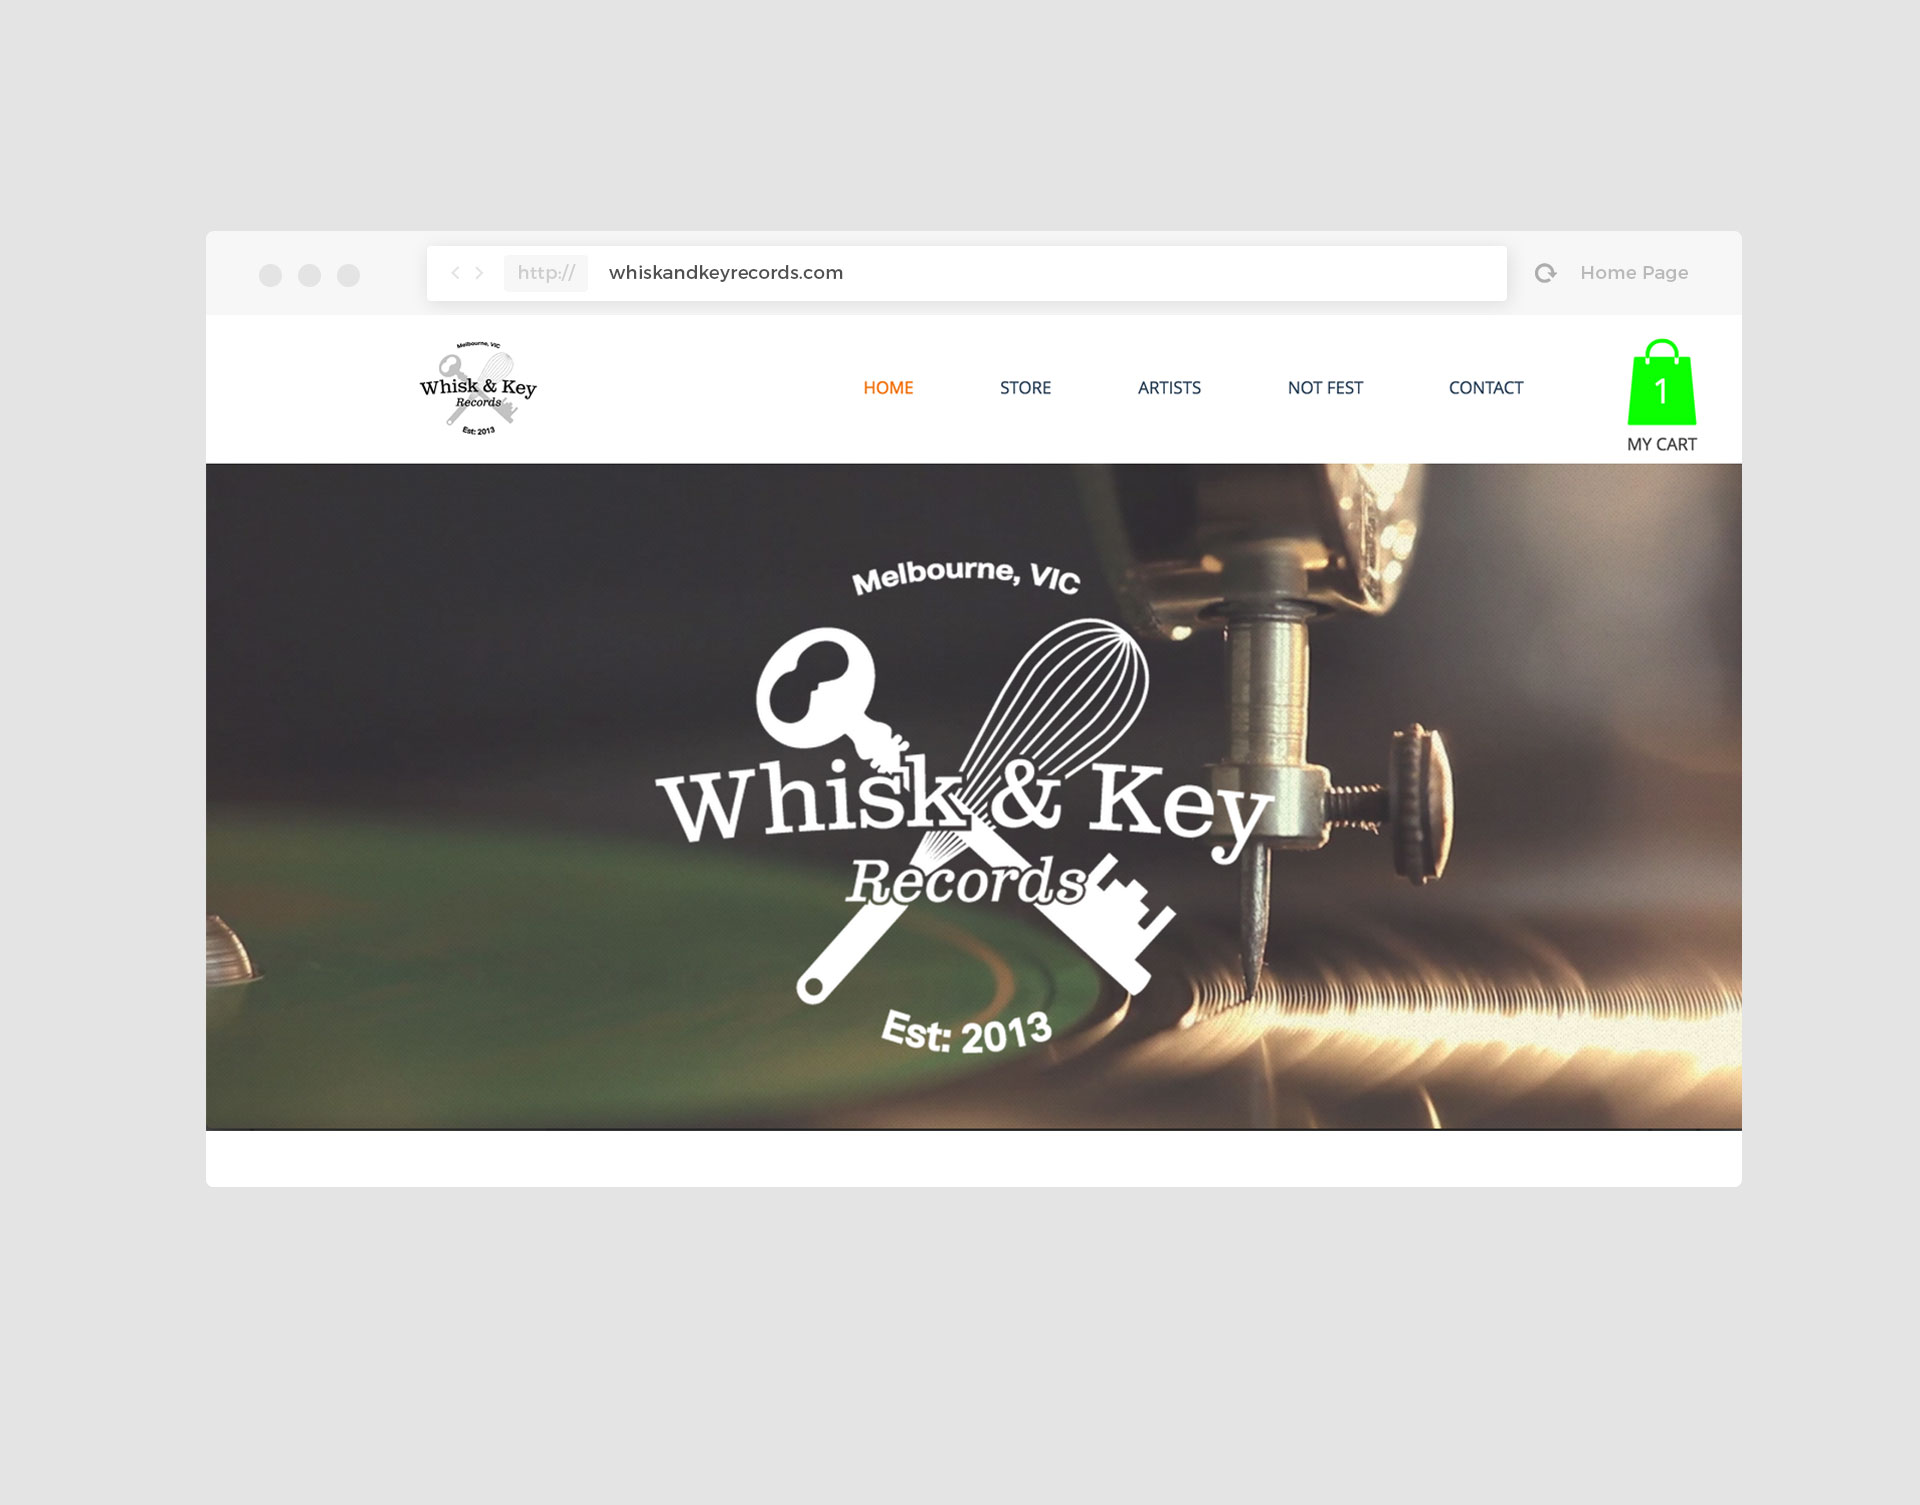 http:// whiskandkeyrecords.com Home Page
Melbourne, VIC
Whisk & Key
Records
Est: 2013
HOME STORE ARTISTS NOT FEST CONTACT
1
MY CART
Melbourne, VIC
Whisk & Key
Records
Est: 2013